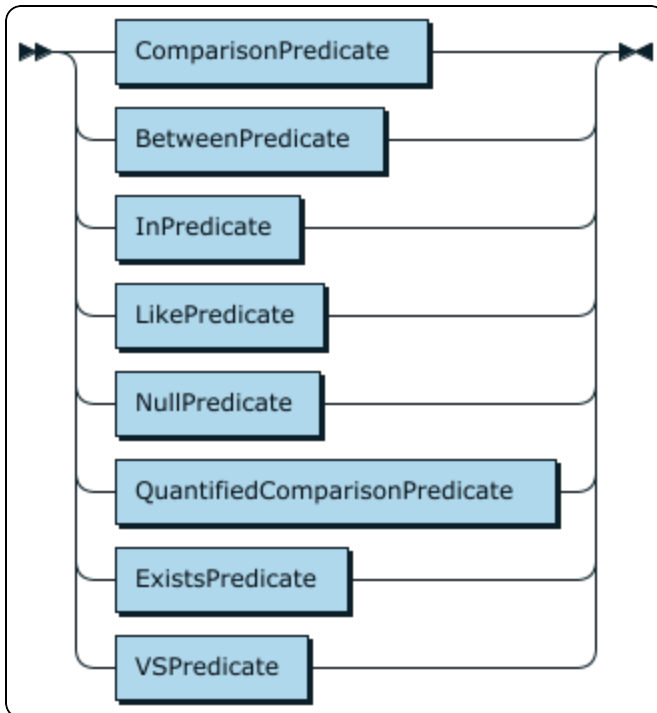 ComparisonPredicate
BetweenPredicate
InPredicate
LikePredicate
NullPredicate
QuantifiedComparisonPredicate
ExistsPredicate
VSPredicate